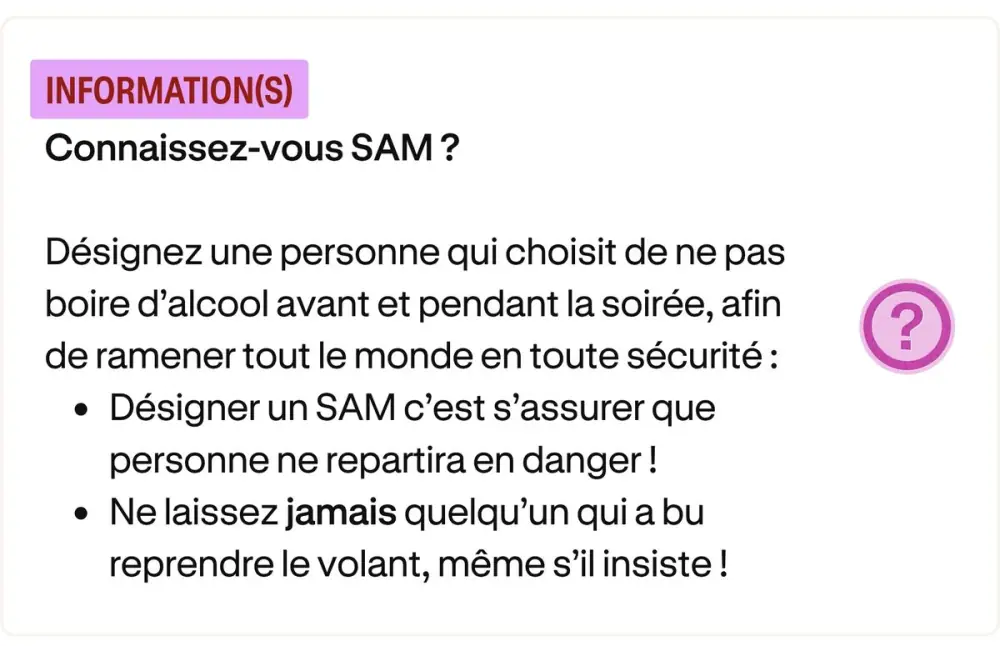 INFORMATION(S)
Connaissez-vous SAM ?
Désignez une personne qui choisit de ne pas
boire d’alcool avant et pendant la soirée, afin
de ramener tout le monde en toute sécurité :
• Désigner un SAM c’est s’assurer que
personne ne repartira en danger !
• Ne laissez jamais quelqu’un qui a bu
reprendre le volant, même s’il insiste !
?